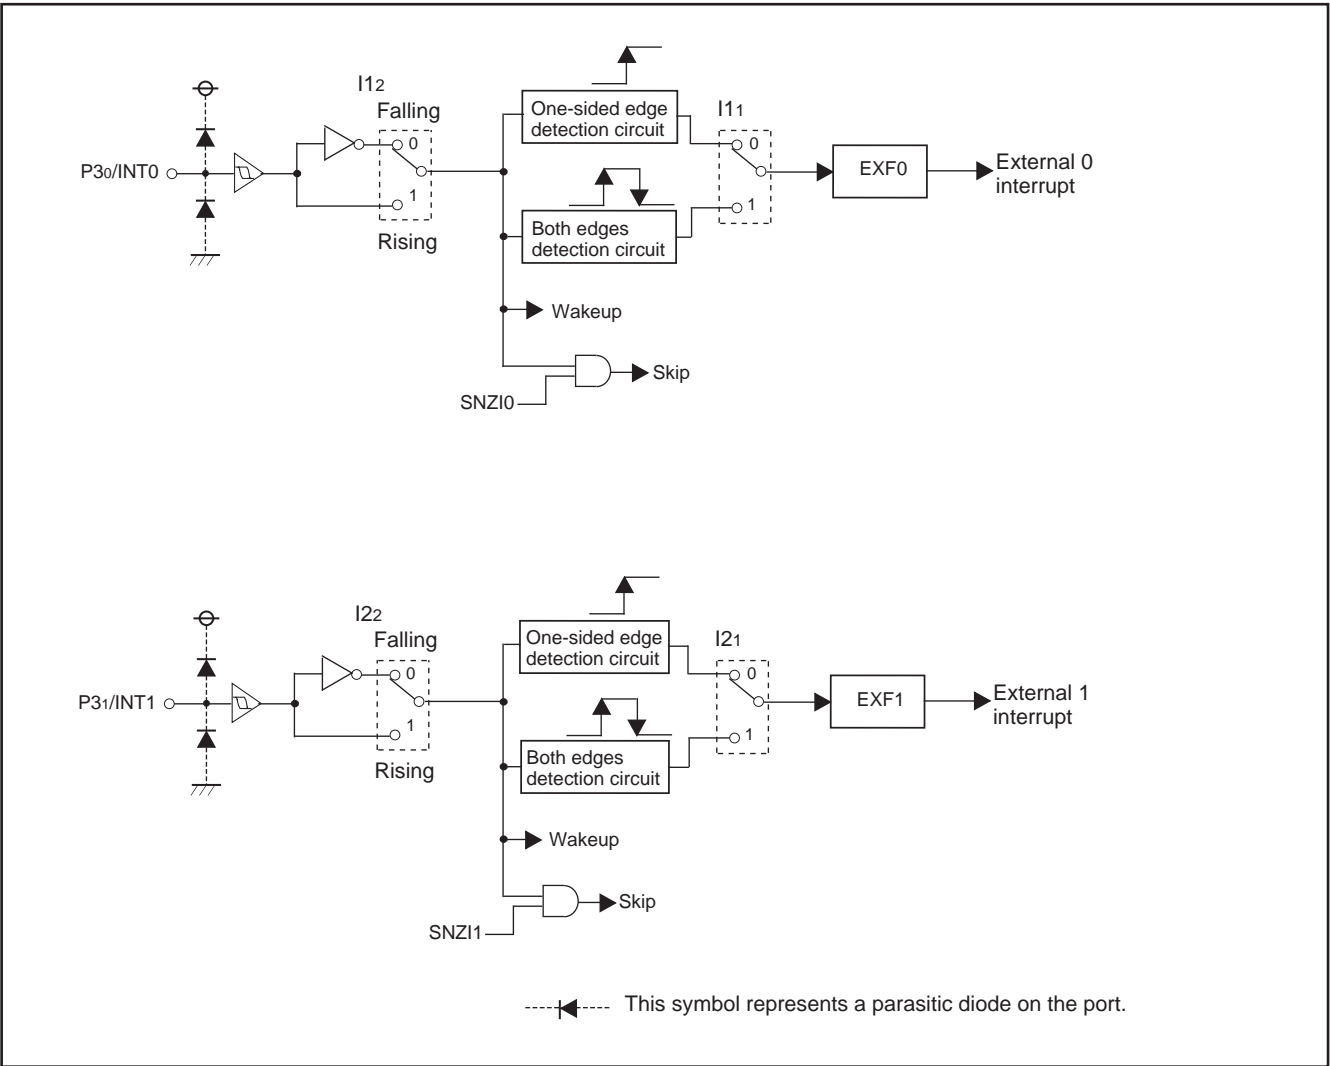 I12
Falling
0
1
Rising
P30/INT0
One-sided edge
detection circuit
Both edges
detection circuit
I11
0
1
EXF0
External 0
interrupt
Wakeup
Skip
SNZI0
I22
Falling
0
1
Rising
P31/INT1
One-sided edge
detection circuit
Both edges
detection circuit
I21
0
1
EXF1
External 1
interrupt
Wakeup
Skip
SNZI1
This symbol represents a parasitic diode on the port.